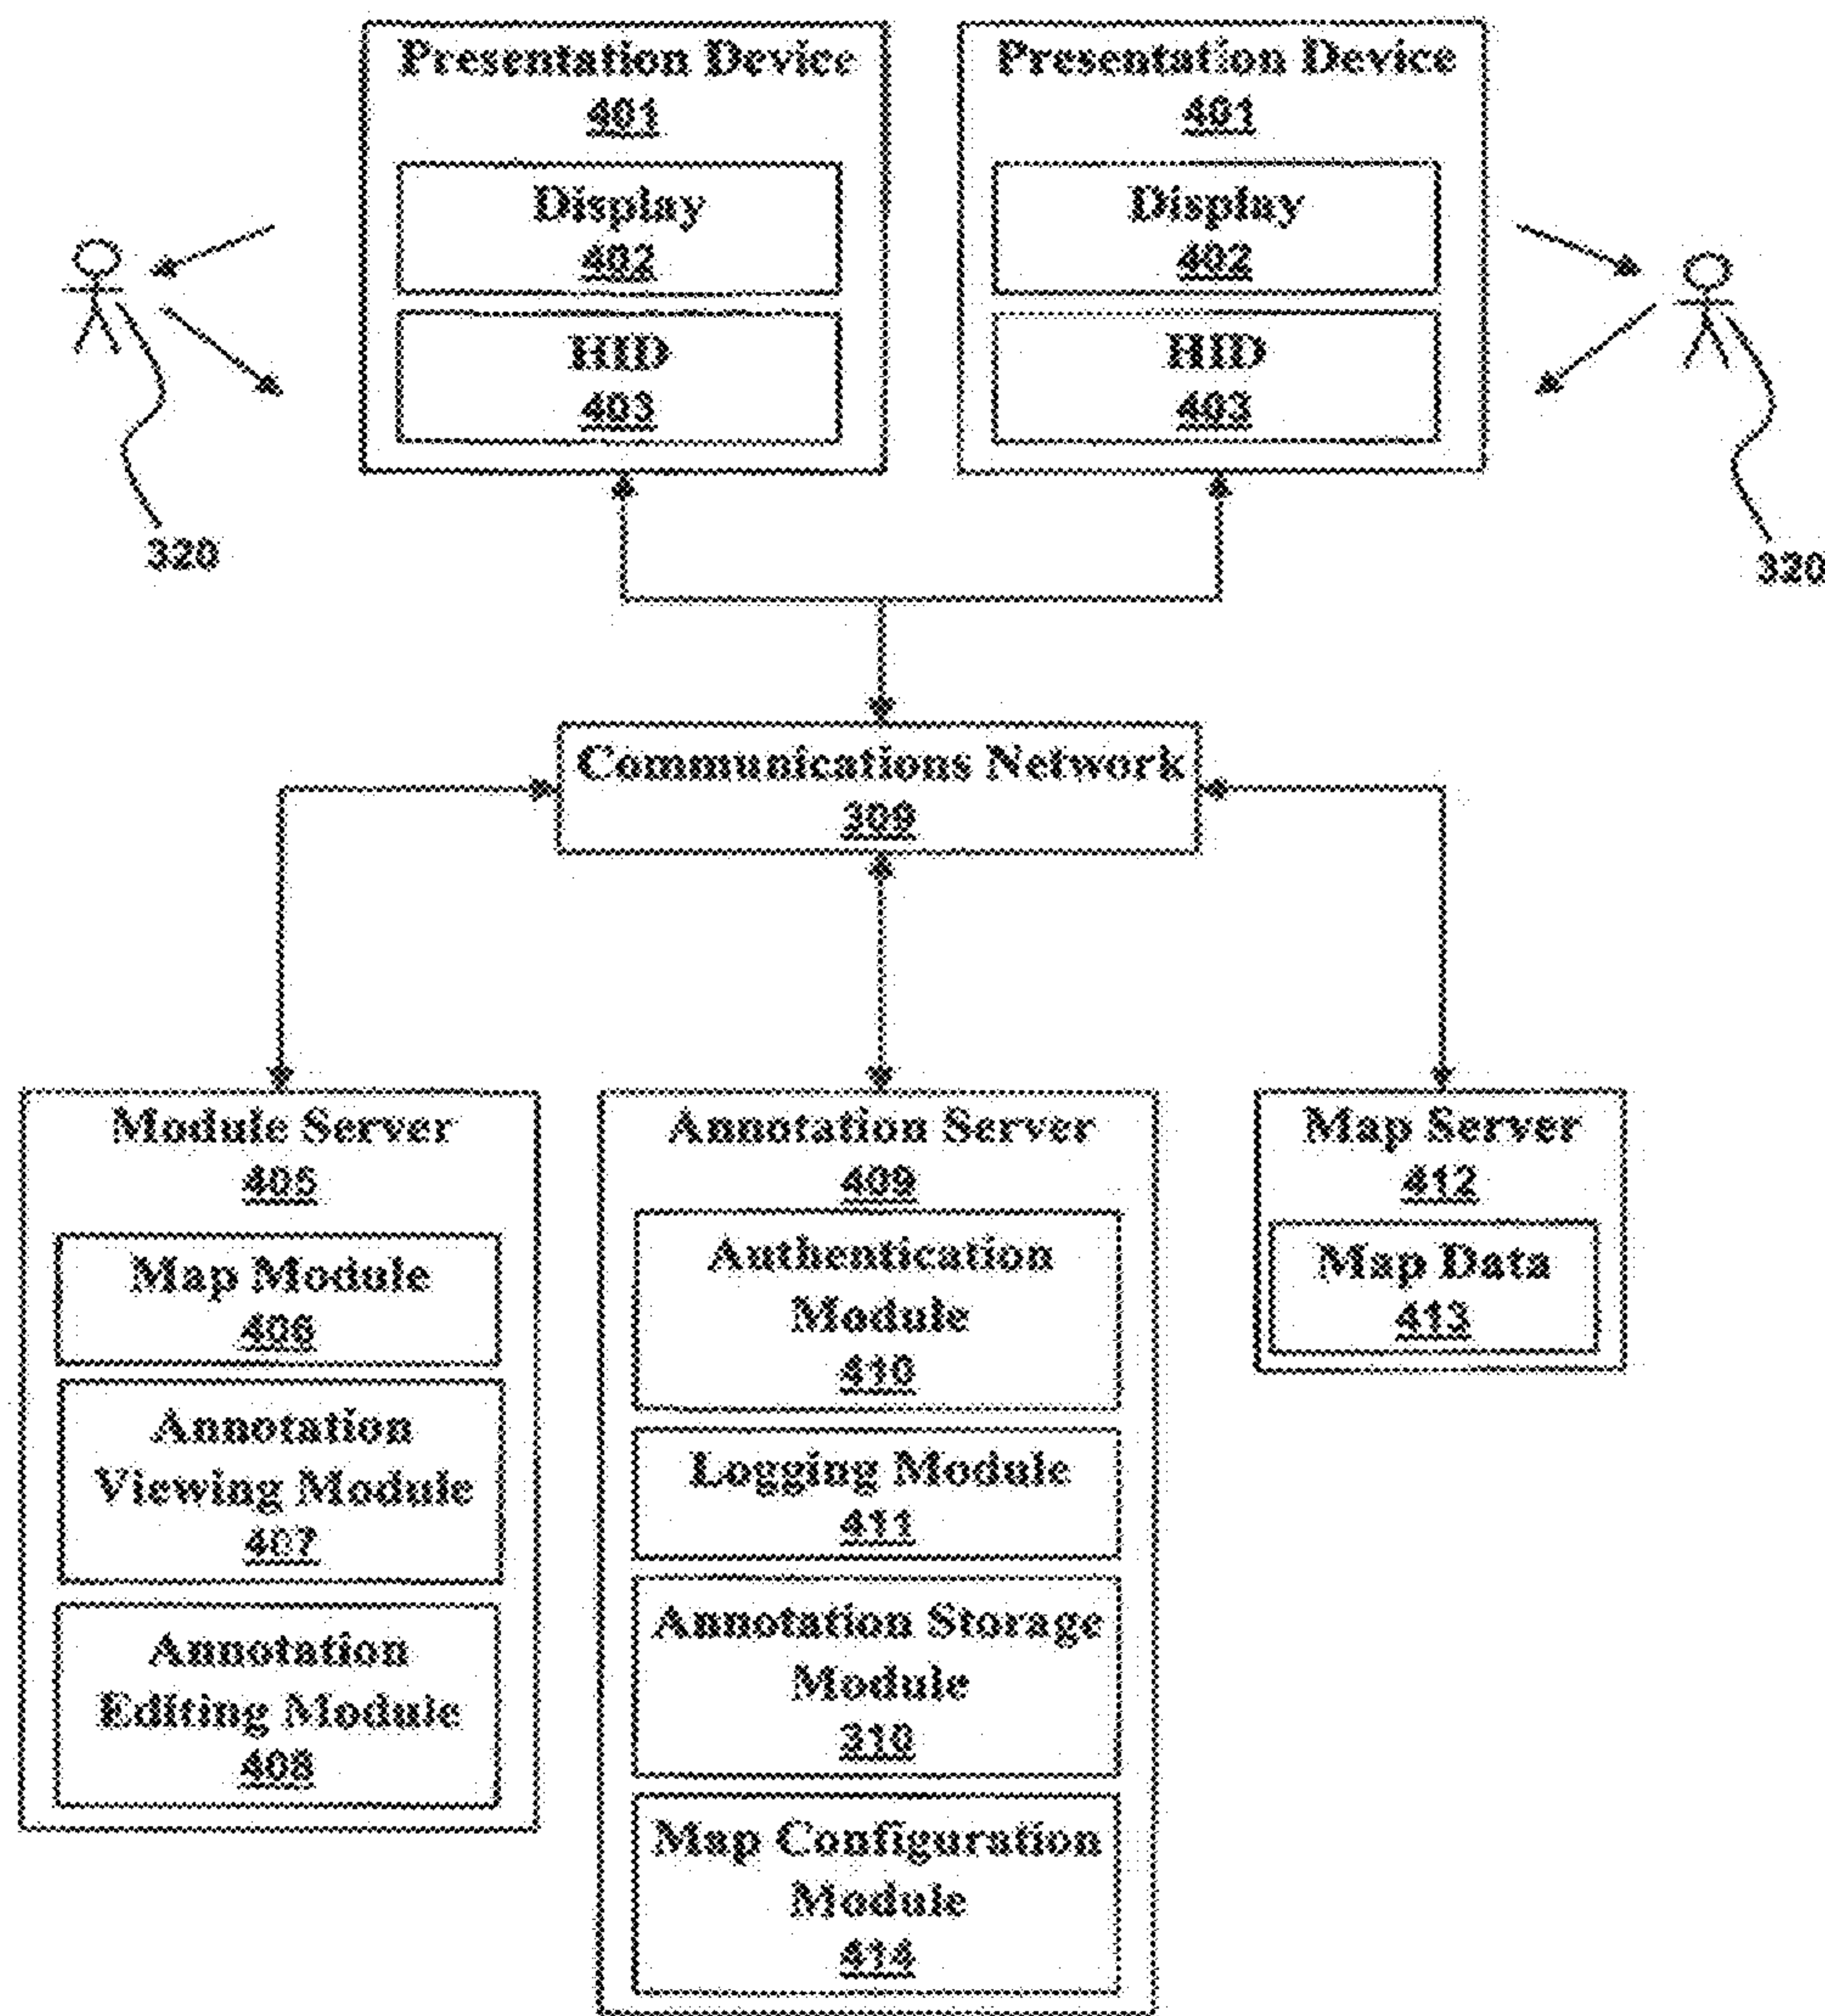 Presentation Device
401
Display
402
HID
403
Presentation Device
401
Display
402
HID
403
320
320
Communications Network
309
Module Server
405
Map Module
406
Annotation
Viewing Module
407
Annotation
Editing Module
408
Annotation Server
409
Authentication
Module
410
Logging Module
411
Annotation Storage
Module
310
Map Configuration
Module
414
Map Server
412
Map Data
413